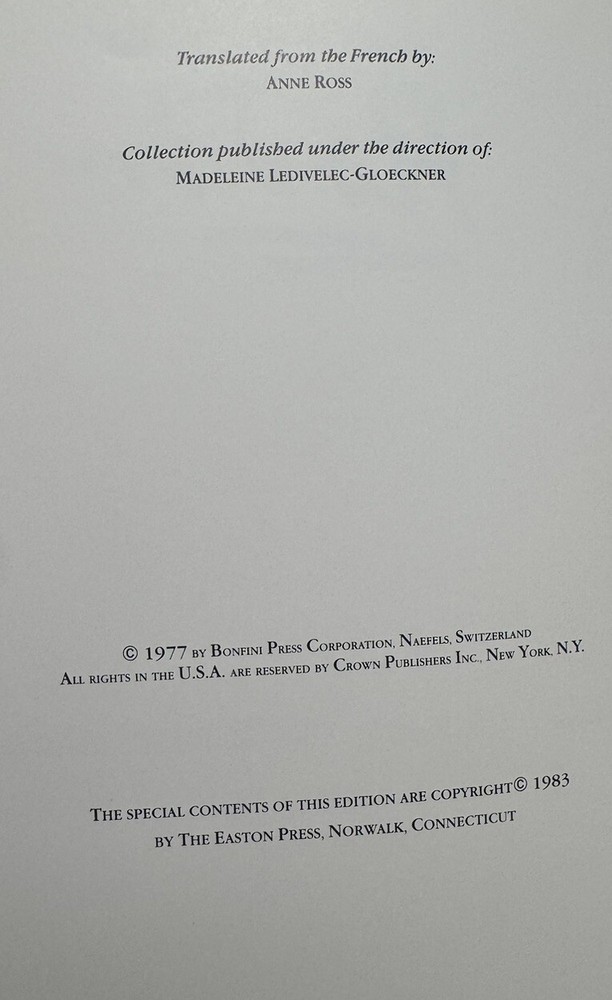 Translated from the French by:
ANNE ROSS
Collection published under the direction of:
MADELEINE LEDIVELEC-GLOECKNER
© 1977 BY BONFINI PRESS CORPORATION, NAEFELS, SWITZERLAND
ALL RIGHTS IN THE U.S.A. ARE RESERVED BY CROWN PUBLISHERS INC., NEW YORK, N.Y.
THE SPECIAL CONTENTS OF THIS EDITION ARE COPYRIGHT© 1983
BY THE EASTON PRESS, NORWALK, CONNECTICUT